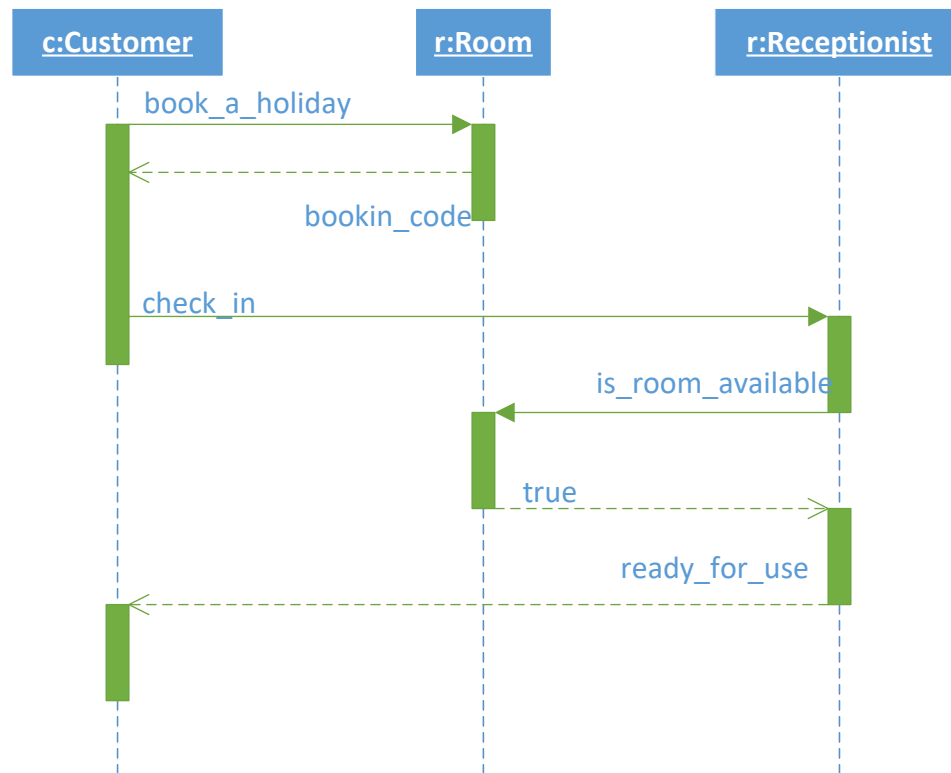 c:Customer
r:Room
r:Receptionist
book_a_holiday
bookin_code
check_in
is_room_available
true
ready_for_use